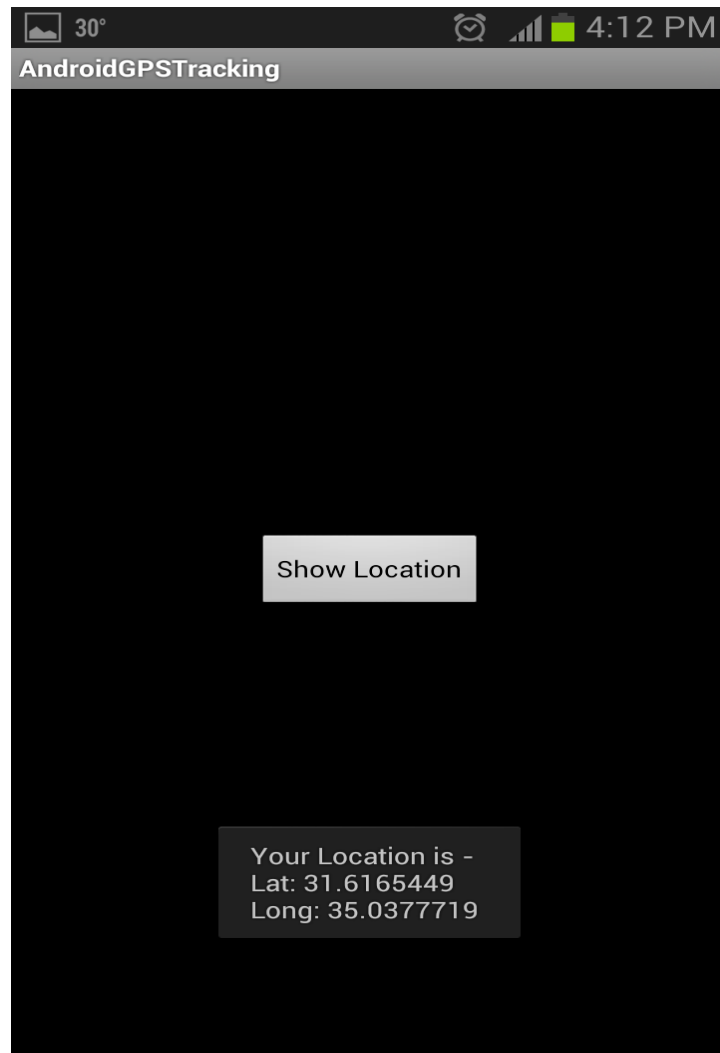 30°
4:12 PM
AndroidGPSTracking
Show Location
Your Location is -
Lat: 31.6165449
Long: 35.0377719